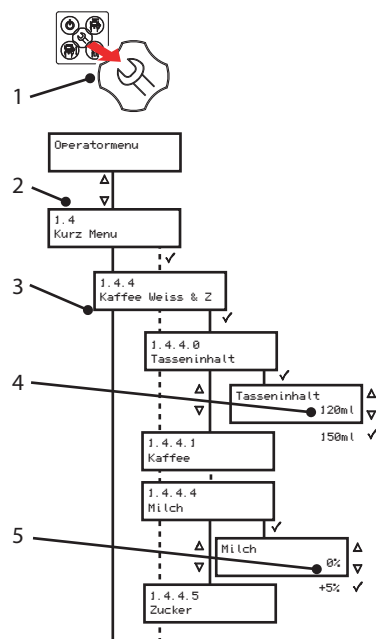 1
Operatormenu
2
1.4
Kurz Menu
3
1.4.4
Kaffee Weiss & Z
1.4.4.0
Tasseninhalt
4
Tasseninhalt
120ml
150ml
1.4.4.1
Kaffee
1.4.4.4
Milch
5
Milch
0%
+5%
1.4.4.5
Zucker